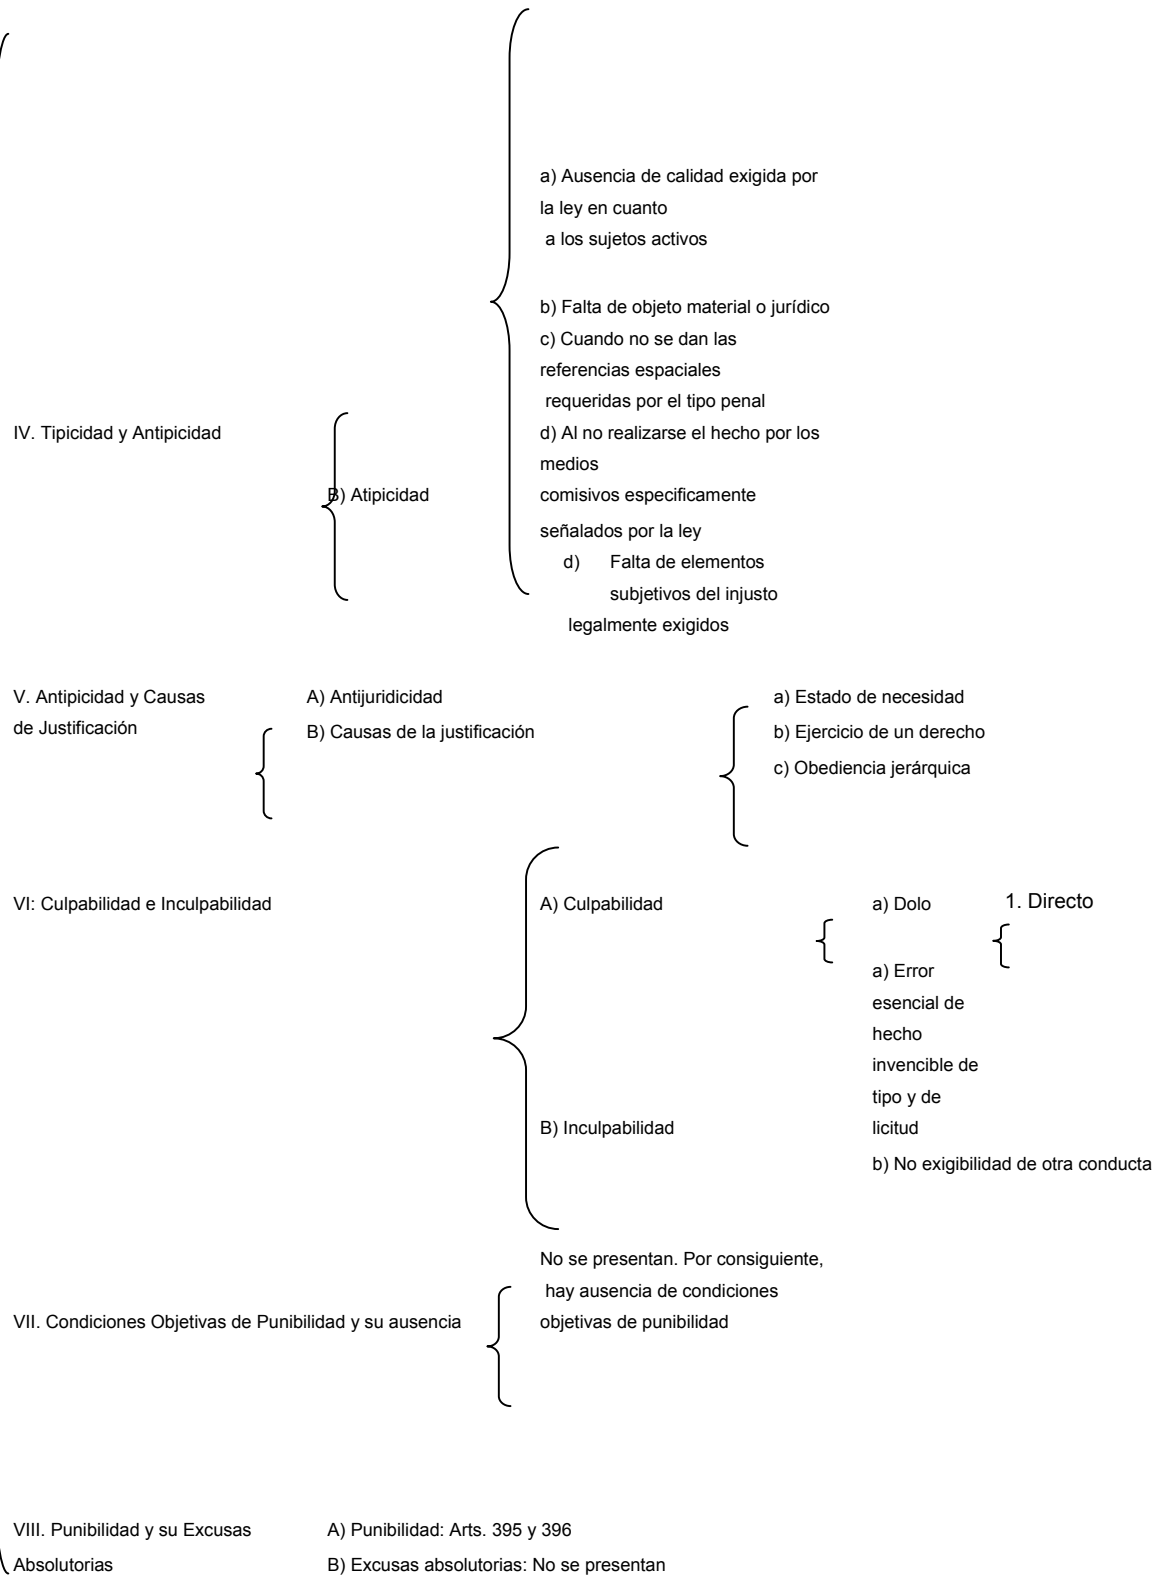 a) Ausencia de calidad exigida por
la ley en cuanto
a los sujetos activos
b) Falta de objeto material o jurídico
c) Cuando no se dan las
referencias espaciales
requeridas por el tipo penal
IV. Tipicidad y Antipicidad
d) Al no realizarse el hecho por los
medios
B) Atipicidad
comisivos especificamente
señalados por la ley
d) Falta de elementos
subjetivos del injusto
legalmente exigidos
V. Antipicidad y Causas
de Justificación
A) Antijuridicidad
B) Causas de la justificación
a) Estado de necesidad
b) Ejercicio de un derecho
c) Obediencia jerárquica
VI: Culpabilidad e Inculpabilidad
A) Culpabilidad
a) Dolo
1. Directo
B) Inculpabilidad
a) Error
esencial de
hecho
invencible de
tipo y de
licitud
b) No exigibilidad de otra conducta
VII. Condiciones Objetivas de Punibilidad y su ausencia
No se presentan. Por consiguiente,
hay ausencia de condiciones
objetivas de punibilidad
VIII. Punibilidad y su Excusas
Absolutorias
A) Punibilidad: Arts. 395 y 396
B) Excusas absolutorias: No se presentan